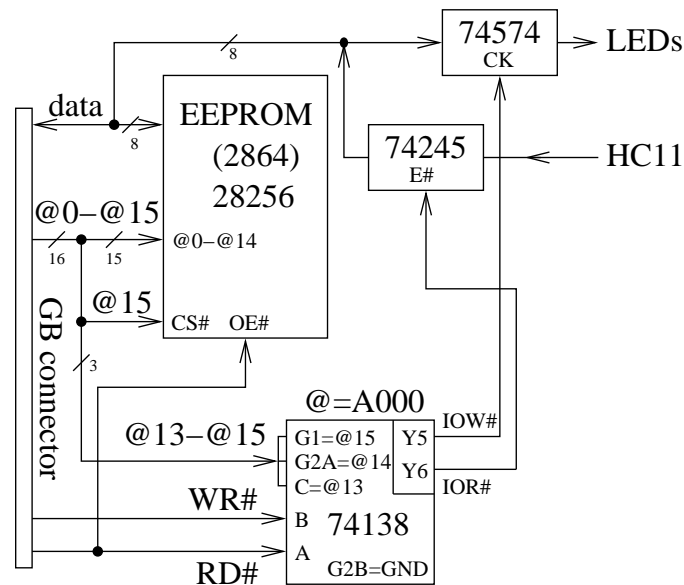 74574
CK
LEDs
8
data
8
EEPROM
(2864)
28256
74245
E#
HC11
@0–@15
16
15
@0–@14
@15
CS# OE#
3
GB connector
@=A000
@13–@15
G1=@15
G2A=@14
C=@13
Y5
Y6
IOW#
IOR#
WR#
B
74138
A
RD#
G2B=GND